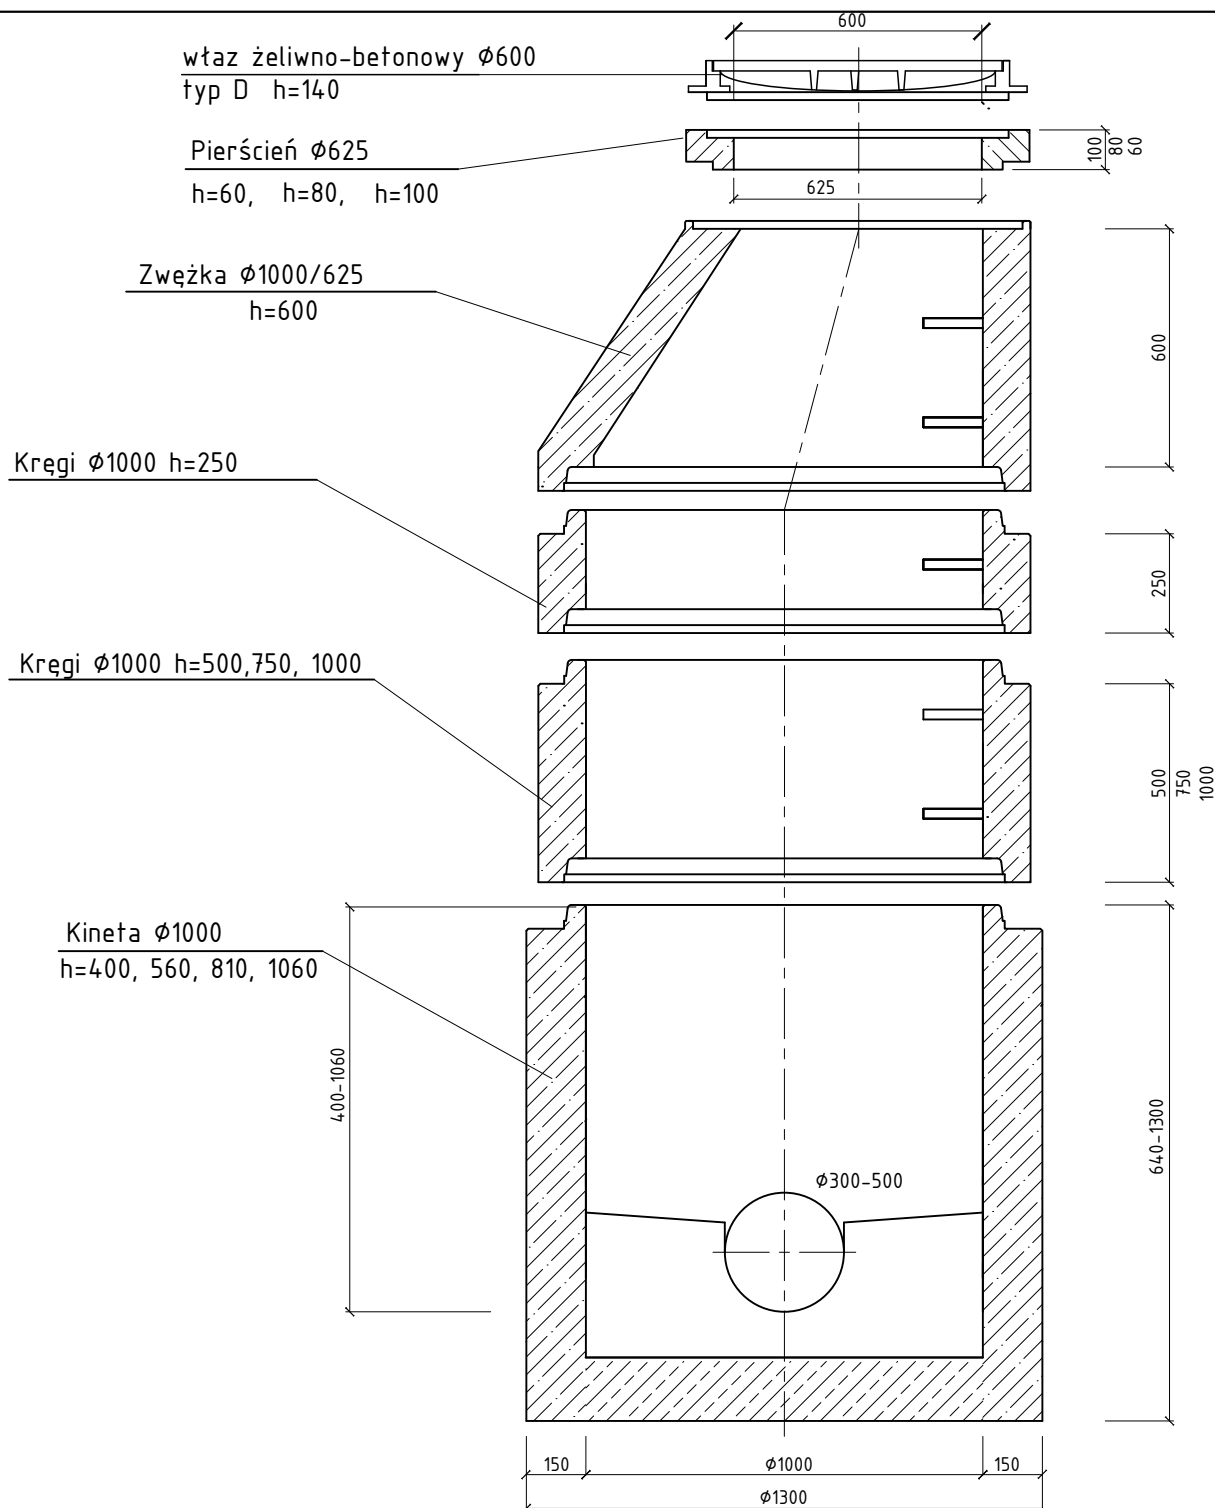 600
właz żeliwno-betonowy Φ600
typ D h=140
Pierścień Φ625
h=60, h=80, h=100
100
80
60
625
Zwężka Φ1000/625
h=600
600
Kręgi Φ1000 h=250
250
Kręgi Φ1000 h=500,750, 1000
500
750
1000
Kineta Φ1000
h=400, 560, 810, 1060
400-1060
640-1300
Φ300-500
150
Φ1000
150
Φ1300